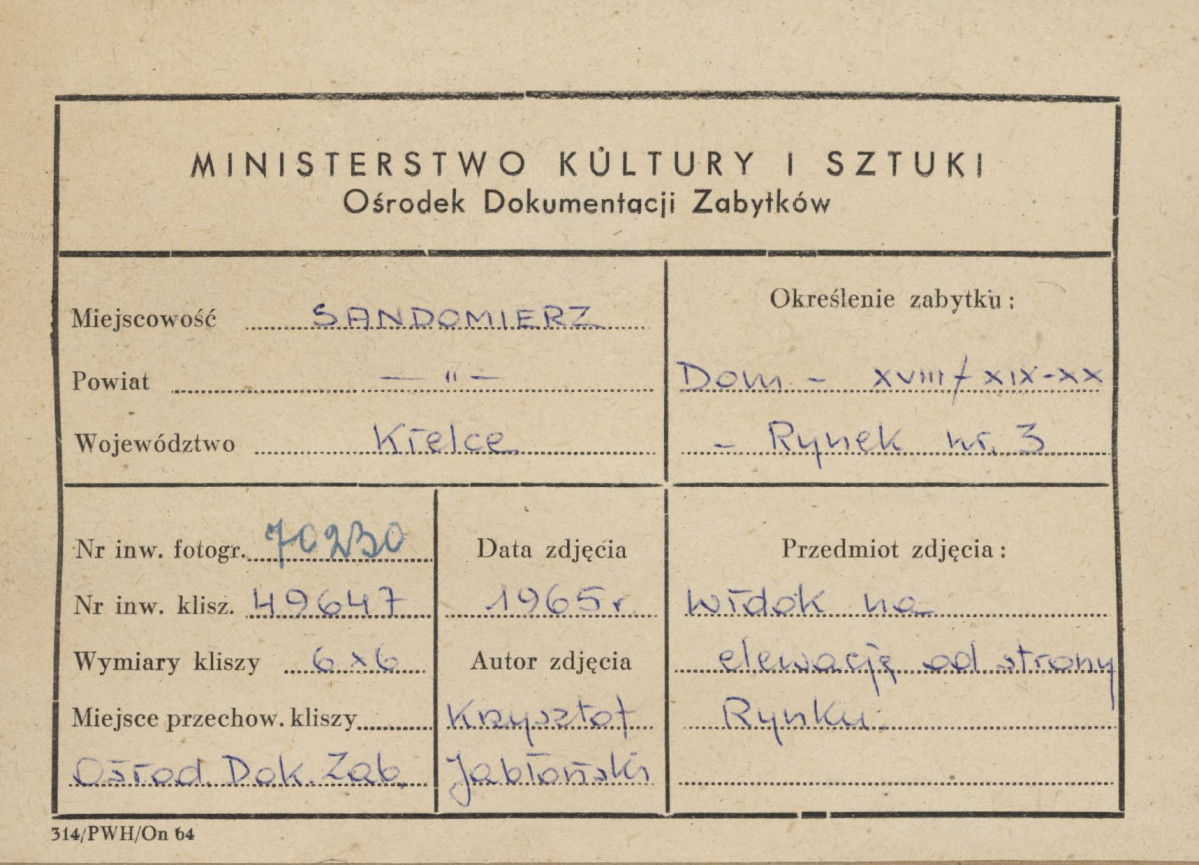 MINISTERSTWO KULTURY I SZTUKI
Ośrodek Dokumentacji Zabytków
Miejscowość SANDOMIERZ
Powiat — " —
Województwo Kielce
Określenie zabytku:
Dom - XVIII/XIX-XX
- Rynek nr. 3
Nr inw. fotogr. 70230
Nr inw. klisz. 49647
Wymiary kliszy 6x6
Miejsce przechow. kliszy
Ośrod. Dok. Zab.
Data zdjęcia
1965 r.
Autor zdjęcia
Krzysztof
Jabłoński
Przedmiot zdjęcia:
widok na
elewację od strony
Rynku.
314/PWH/On 64